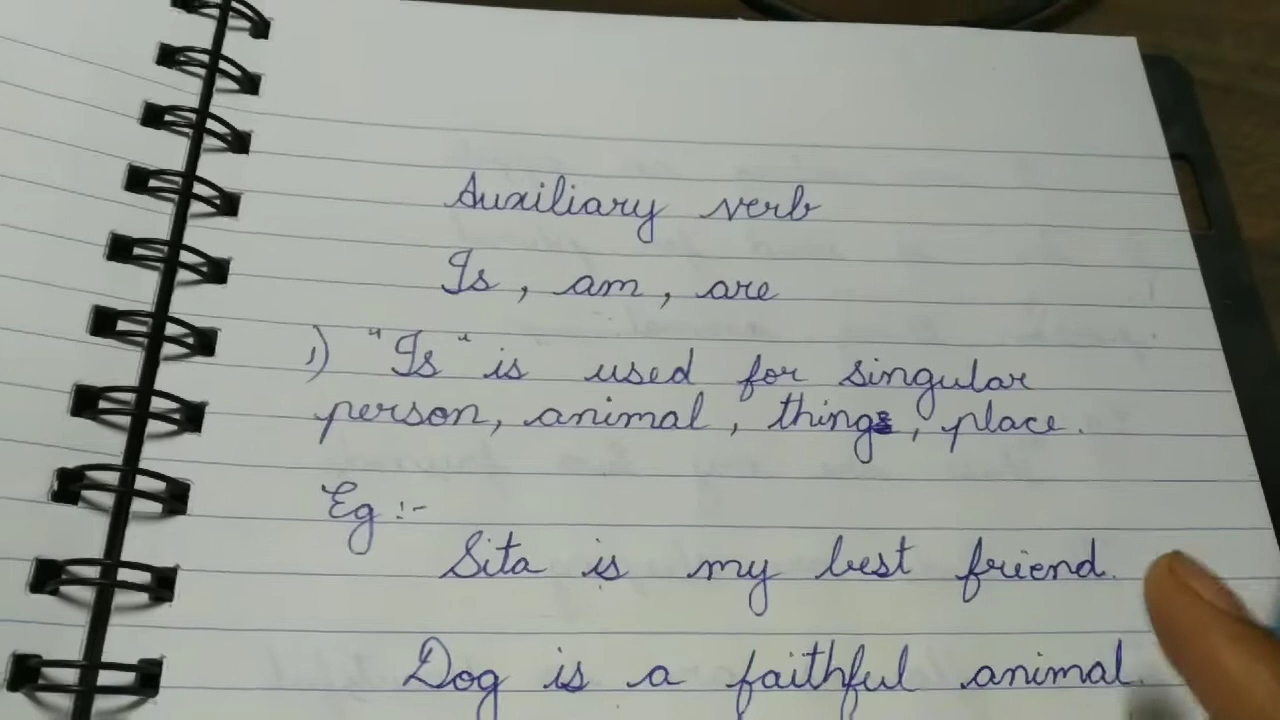 Auxiliary verb
Is, am, are
1) "Is" is used for singular
person, animal, thing, place.
Eg :-
Sita is my best friend.
Dog is a faithful animal.